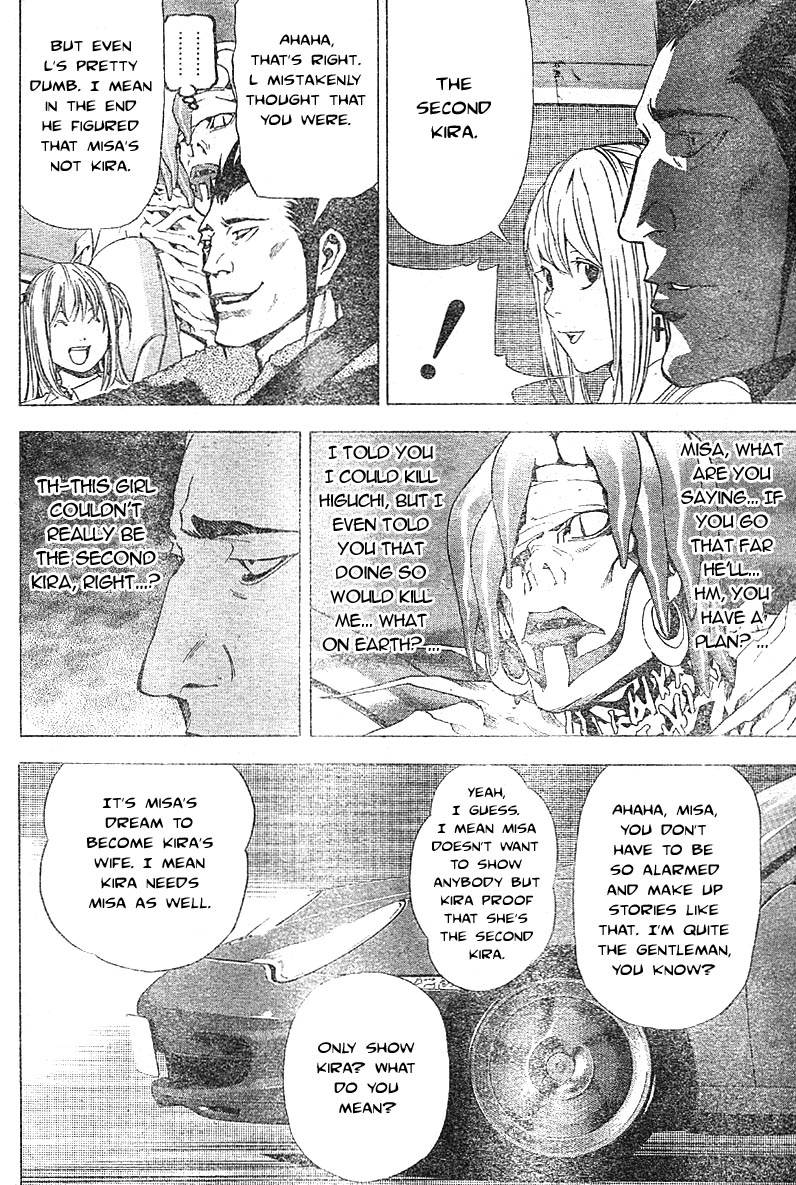 THE
SECOND
KIRA.
!
AHAHA,
THAT'S RIGHT.
L MISTAKENLY
THOUGHT THAT
YOU WERE.
..........
BUT EVEN
L'S PRETTY
DUMB. I MEAN
IN THE END
HE FIGURED
THAT MISA'S
NOT KIRA.
MISA, WHAT
ARE YOU
SAYING... IF
YOU GO
THAT FAR
HE'LL...
HM, YOU
HAVE A
PLAN? ...
I TOLD YOU
I COULD KILL
HIGUCHI, BUT I
EVEN TOLD
YOU THAT
DOING SO
WOULD KILL
ME... WHAT
ON EARTH? ...
TH-THIS GIRL
COULDN'T
REALLY BE
THE SECOND
KIRA, RIGHT...?
AHAHA, MISA,
YOU DON'T
HAVE TO BE
SO ALARMED
AND MAKE UP
STORIES LIKE
THAT. I'M QUITE
THE GENTLEMAN,
YOU KNOW?
YEAH,
I GUESS.
I MEAN MISA
DOESN'T WANT
TO SHOW
ANYBODY BUT
KIRA PROOF
THAT SHE'S
THE SECOND
KIRA.
ONLY SHOW
KIRA? WHAT
DO YOU
MEAN?
IT'S MISA'S
DREAM TO
BECOME KIRA'S
WIFE. I MEAN
KIRA NEEDS
MISA AS WELL.